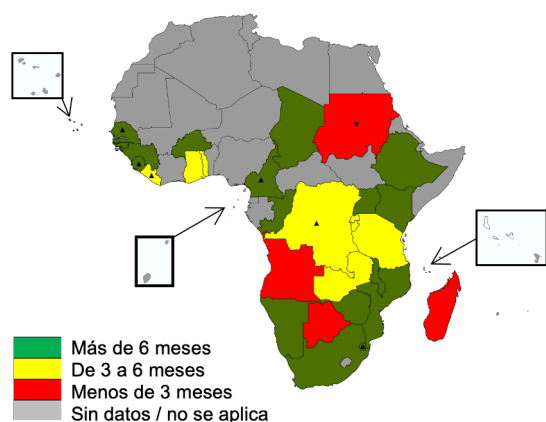 Más de 6 meses
De 3 a 6 meses
Menos de 3 meses
Sin datos / no se aplica